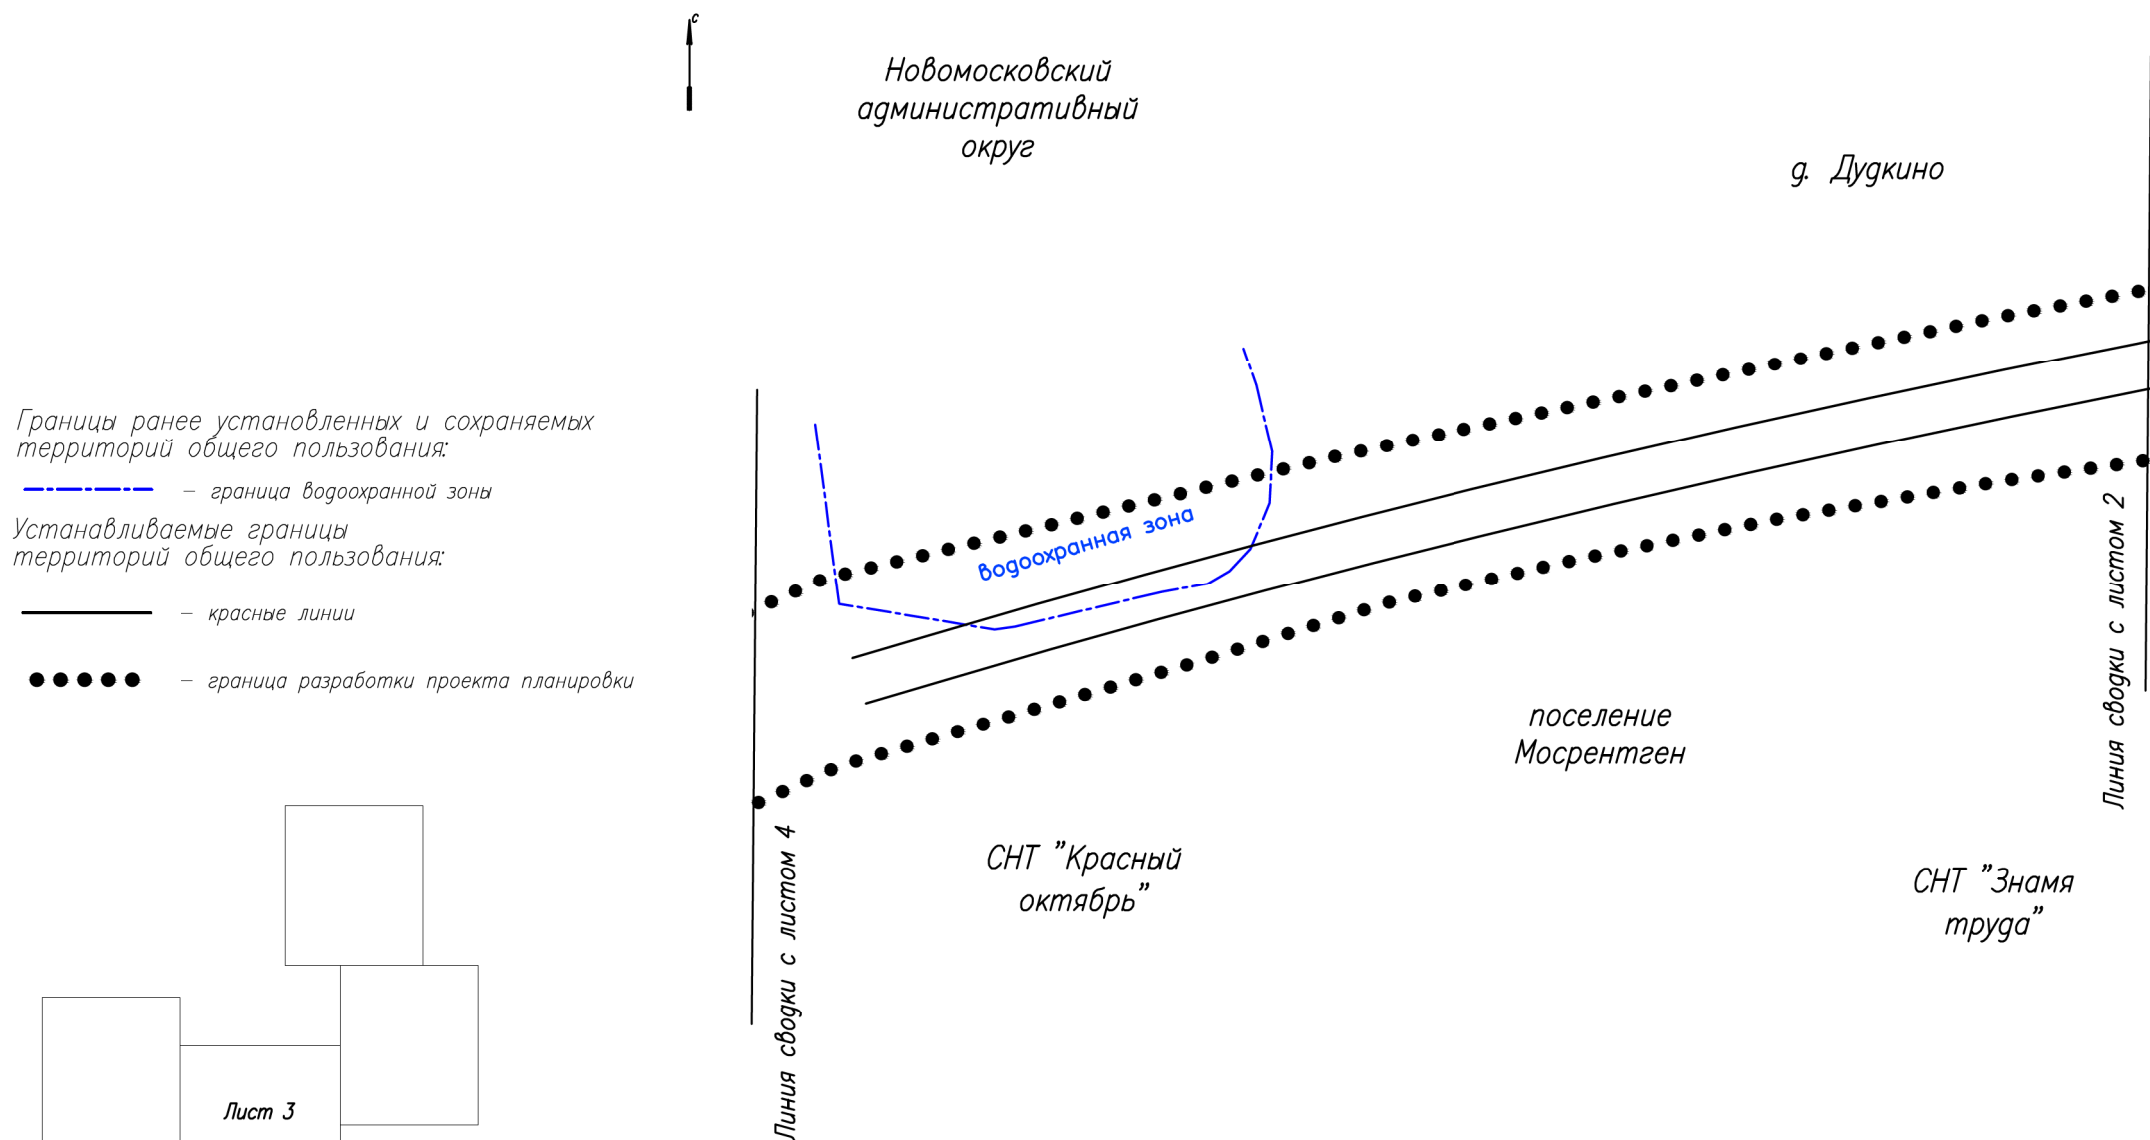 с
Новомосковский
административный
округ
д. Дудкино
Границы ранее установленных и сохраняемых
территорий общего пользования:
– граница водоохранной зоны
Устанавливаемые границы
территорий общего пользования:
– красные линии
– граница разработки проекта планировки
водоохранная зона
поселение
Мосрентген
Линия сводки с листом 2
Линия сводки с листом 4
СНТ "Красный
октябрь"
СНТ "Знамя
труда"
Лист 3